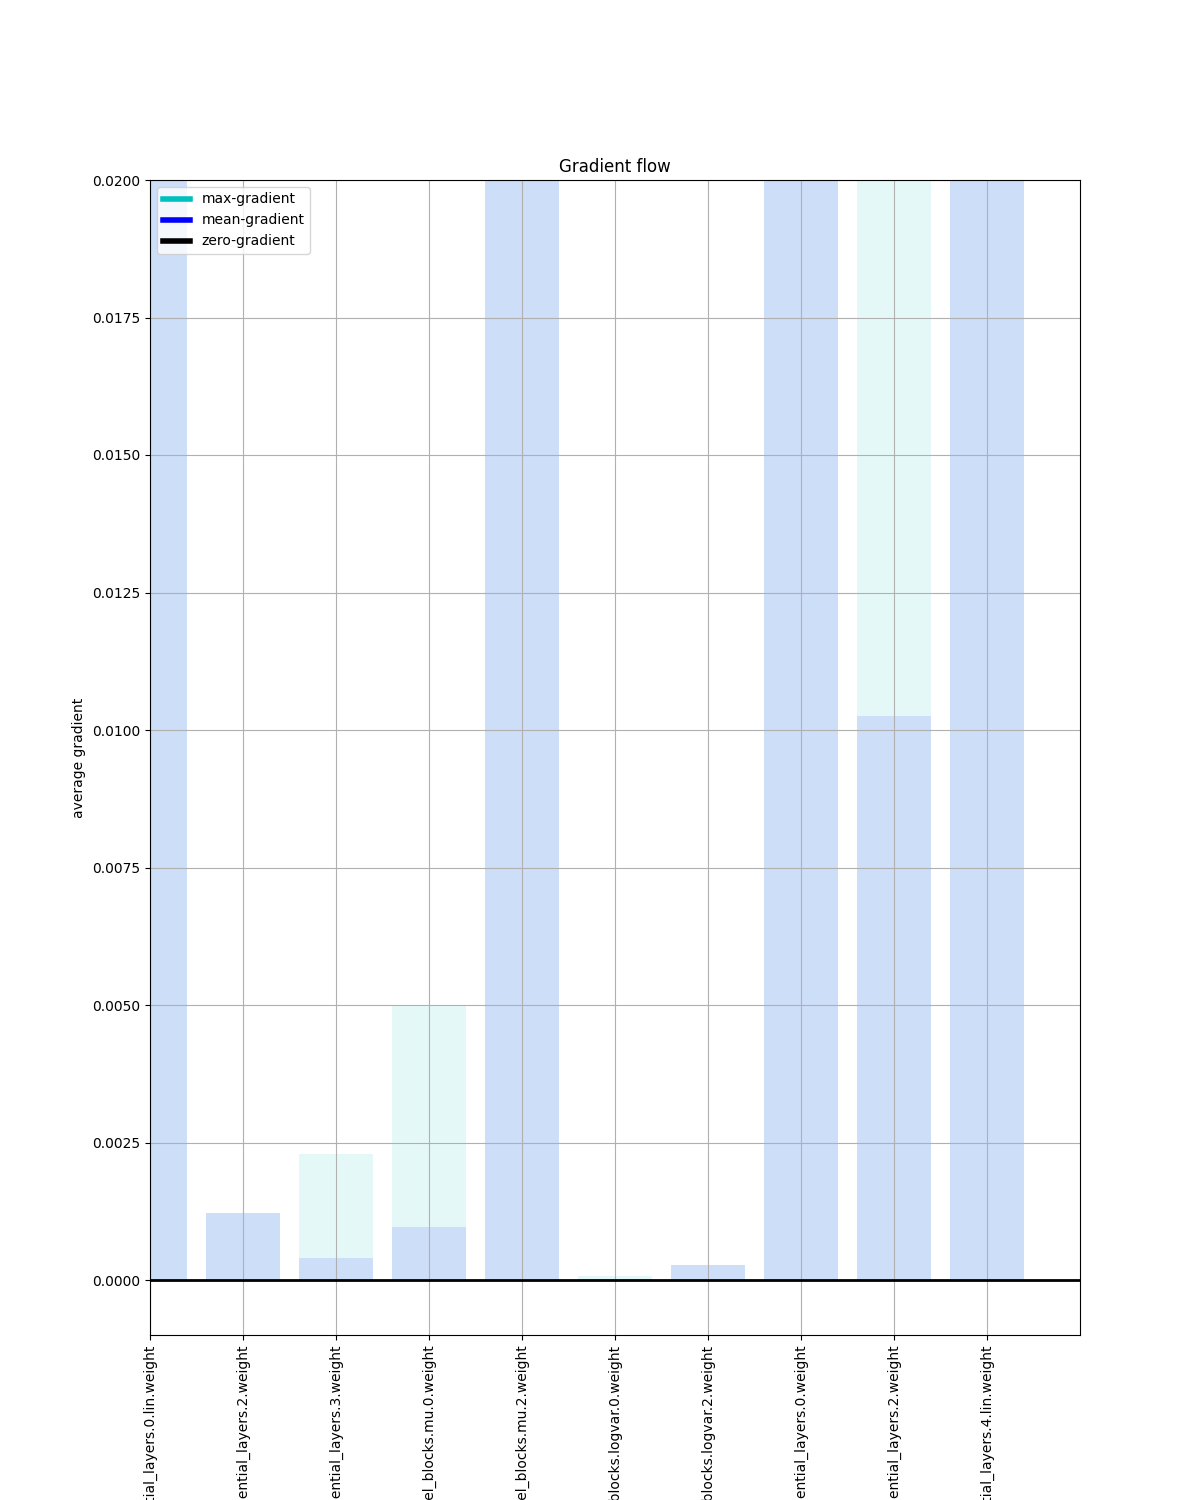 Gradient flow
max-gradient
mean-gradient
zero-gradient
0.0200
0.0175
0.0150
0.0125
0.0100
0.0075
0.0050
0.0025
0.0000
average gradient
tial_layers.0.lin.weight
ential_layers.2.weight
ential_layers.3.weight
el_blocks.mu.0.weight
el_blocks.mu.2.weight
blocks.logvar.0.weight
blocks.logvar.2.weight
ential_layers.0.weight
ential_layers.2.weight
tial_layers.4.lin.weight